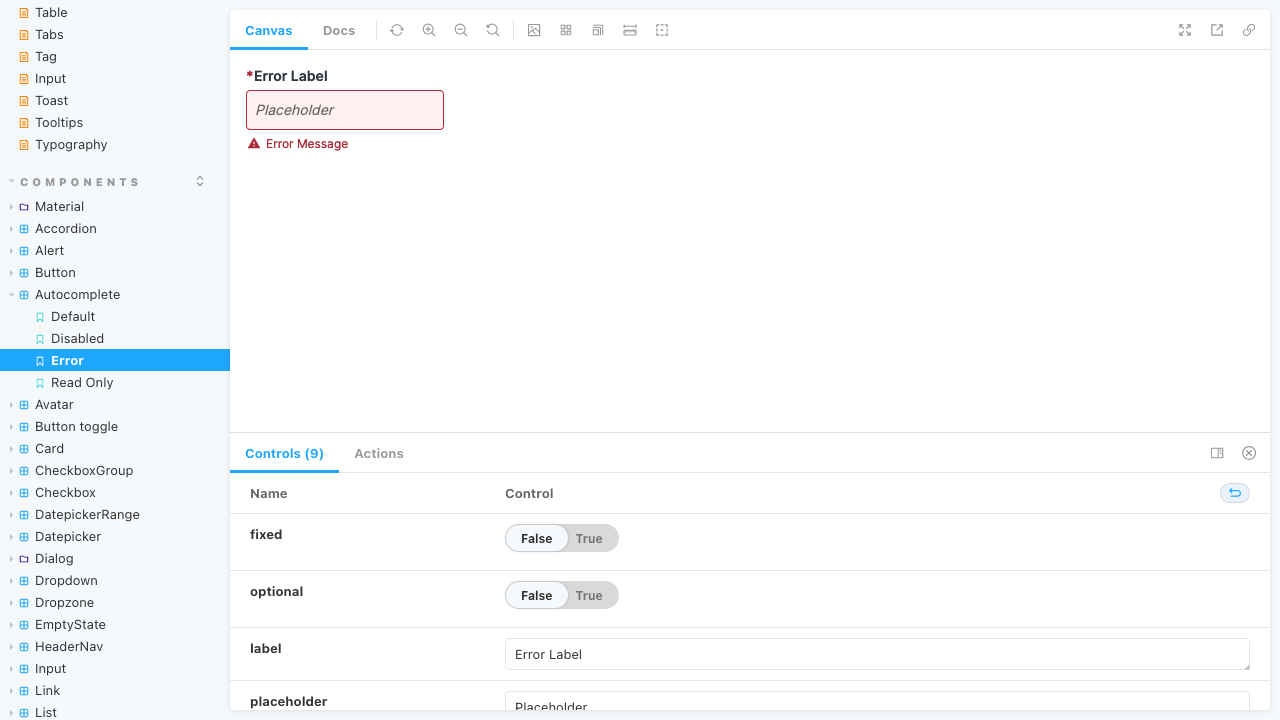 Table
Tabs
Tag
Input
Toast
Tooltips
Typography
COMPONENTS
Material
Accordion
Alert
Button
Autocomplete
Default
Disabled
Error
Read Only
Avatar
Button toggle
Card
CheckboxGroup
Checkbox
DatepickerRange
Datepicker
Dialog
Dropdown
Dropzone
EmptyState
HeaderNav
Input
Link
List
Canvas
Docs
*Error Label
Placeholder
Error Message
Controls (9)
Actions
Name
Control
fixed
False
True
optional
False
True
label
Error Label
placeholder
Placeholder